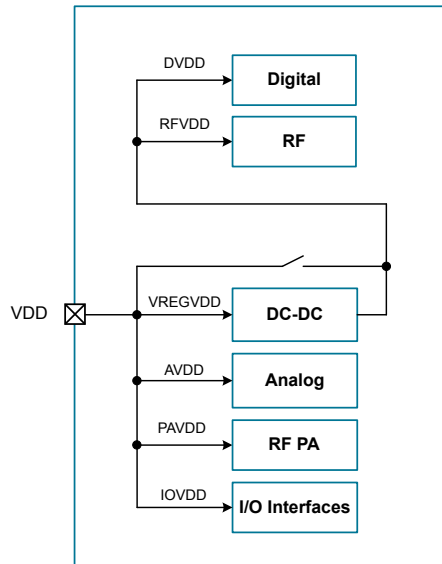 DVDD
Digital
RFVDD
RF
VDD
VREGVDD
DC-DC
AVDD
Analog
PAVDD
RF PA
IOVDD
I/O Interfaces